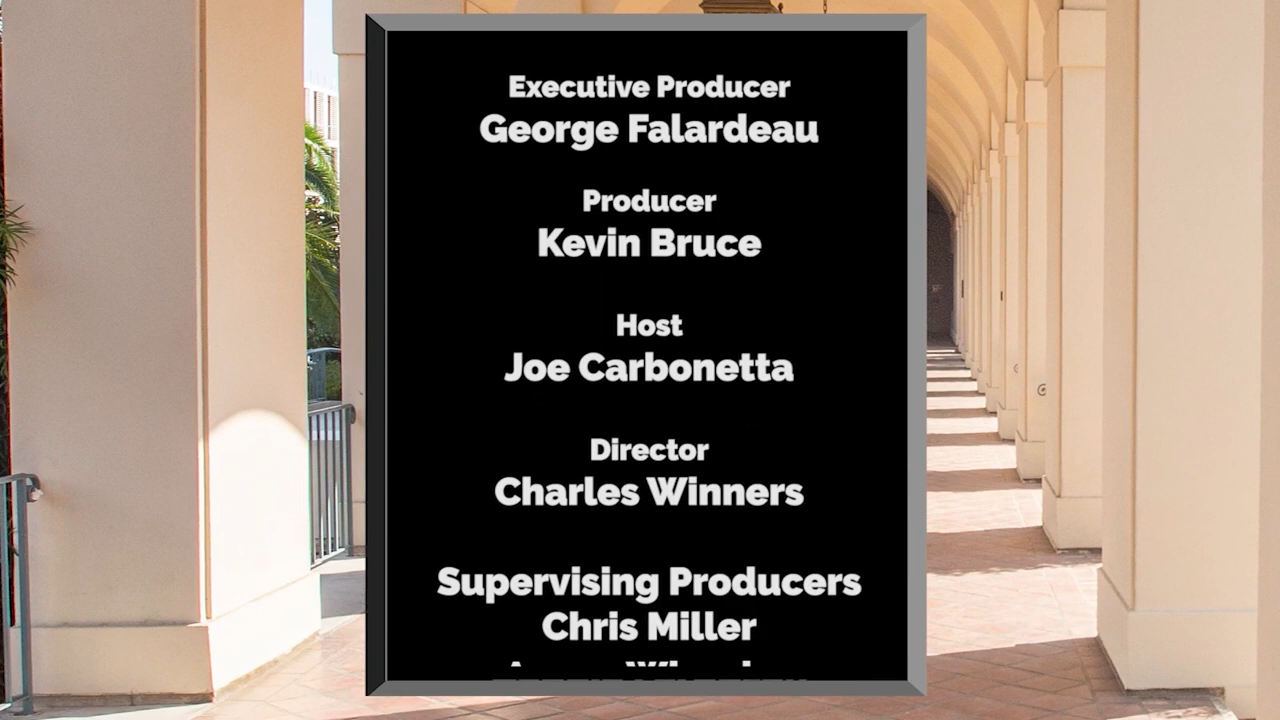 Executive Producer
George Falardeau
Producer
Kevin Bruce
Host
Joe Carbonetta
Director
Charles Winners
Supervising Producers
Chris Miller